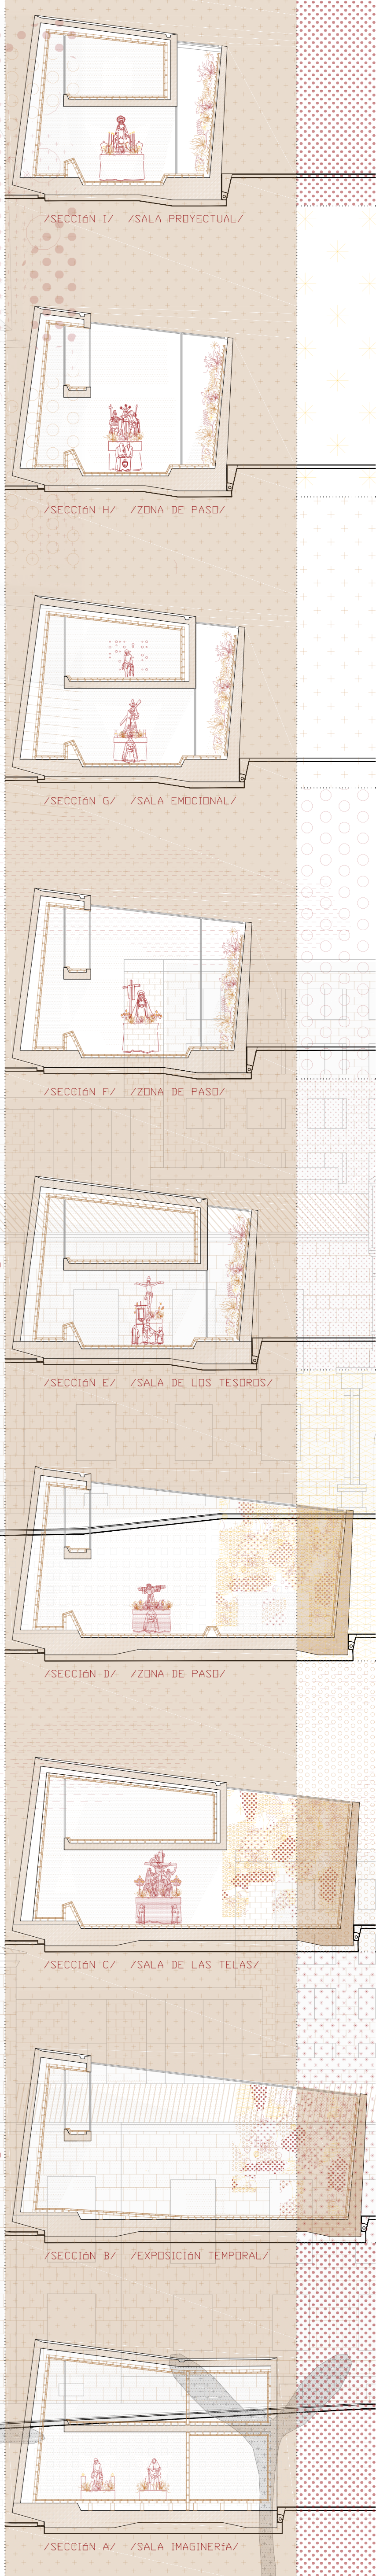 /SECCIÓN I/ /SALA PROYECTUAL/
/SECCIÓN H/ /ZONA DE PASO/
/SECCIÓN G/ /SALA EMOCIONAL/
/SECCIÓN F/ /ZONA DE PASO/
/SECCIÓN E/ /SALA DE LOS TESOROS/
/SECCIÓN D/ /ZONA DE PASO/
/SECCIÓN C/ /SALA DE LAS TELAS/
/SECCIÓN B/ /EXPOSICIÓN TEMPORAL/
/SECCIÓN A/ /SALA IMAGINERÍA/